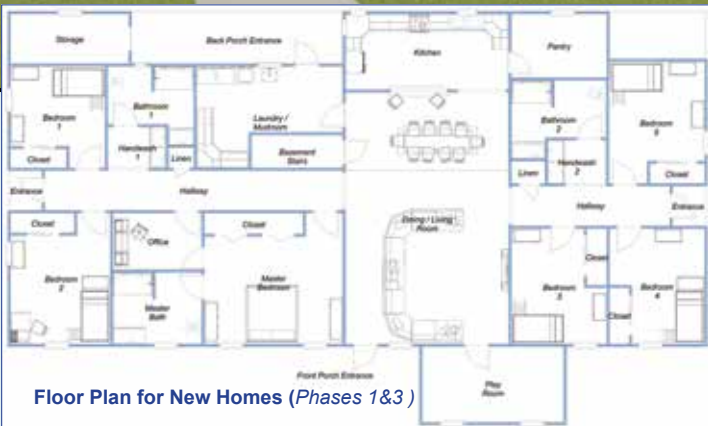 Storage
Back Porch Entrance
Kitchen
Pantry
Bedroom
1
Bathroom
1
Laundry /
Mudroom
Bathroom
2
Bedroom
5
Closet
Handwash
1
Linen
Basement
Stairs
Linen
Handwash
2
Closet
Entrance
Hallway
Hallway
Entrance
Closet
Office
Closet
Dining / Living
Room
Closet
Bedroom
2
Master
Bath
Master
Bedroom
Bedroom
3
Closet
Bedroom
4
Front Porch Entrance
Play
Room
Floor Plan for New Homes (Phases 1&3 )